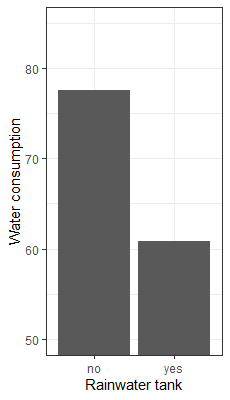 80
70
60
50
Water consumption
no yes
Rainwater tank